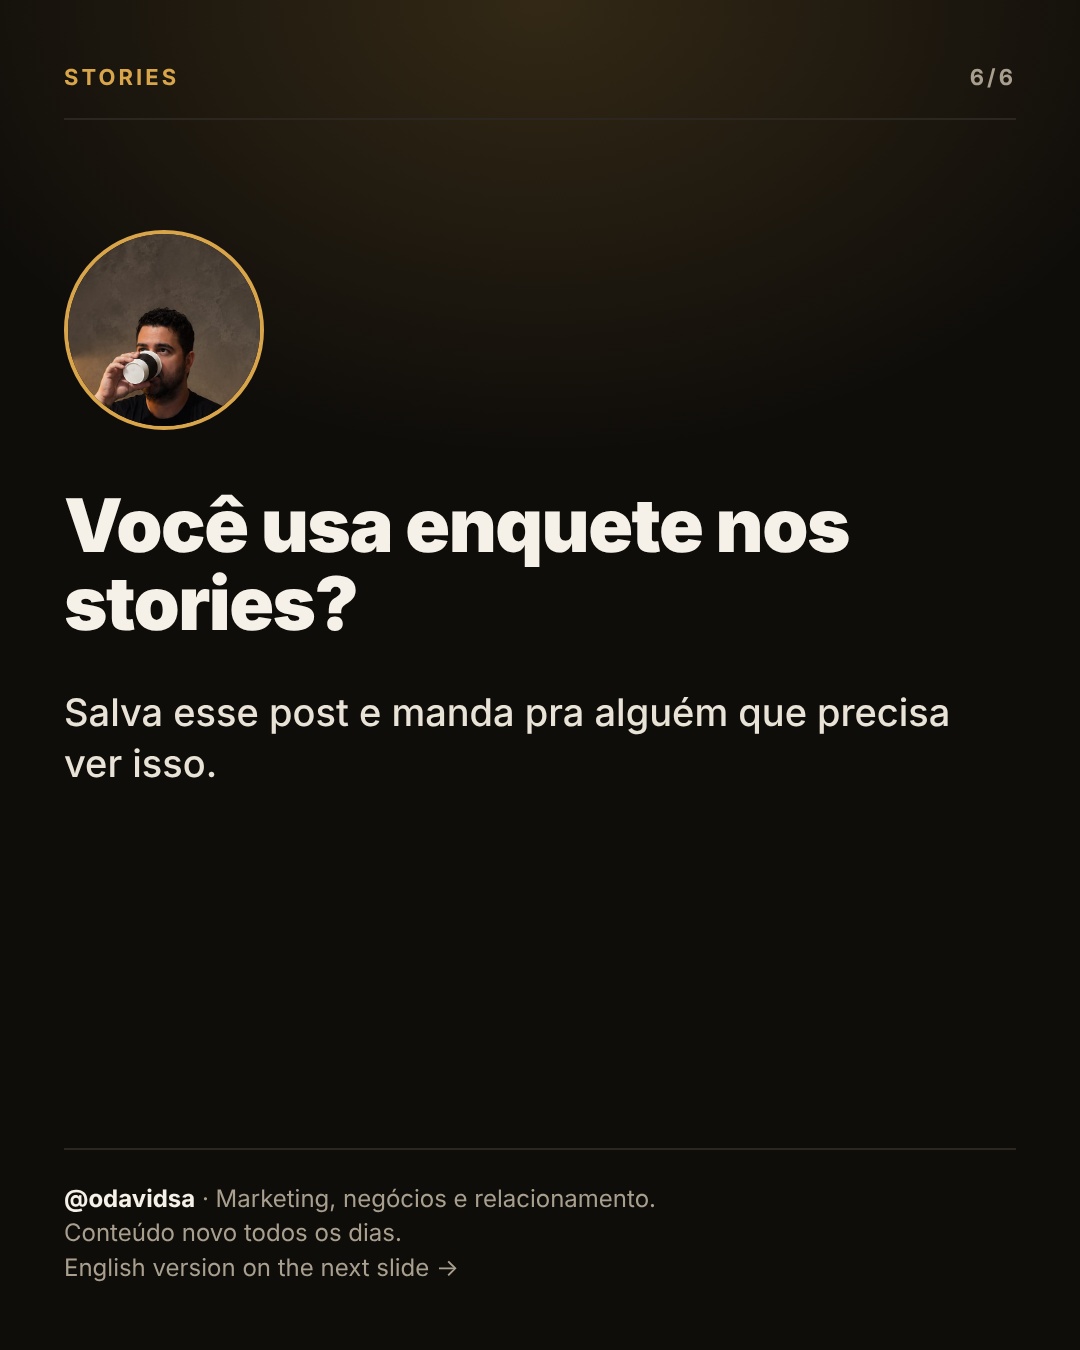 STORIES
6/6
Você usa enquete nos
stories?
Salva esse post e manda pra alguém que precisa
ver isso.
@odavidsa · Marketing, negócios e relacionamento.
Conteúdo novo todos os dias.
English version on the next slide →